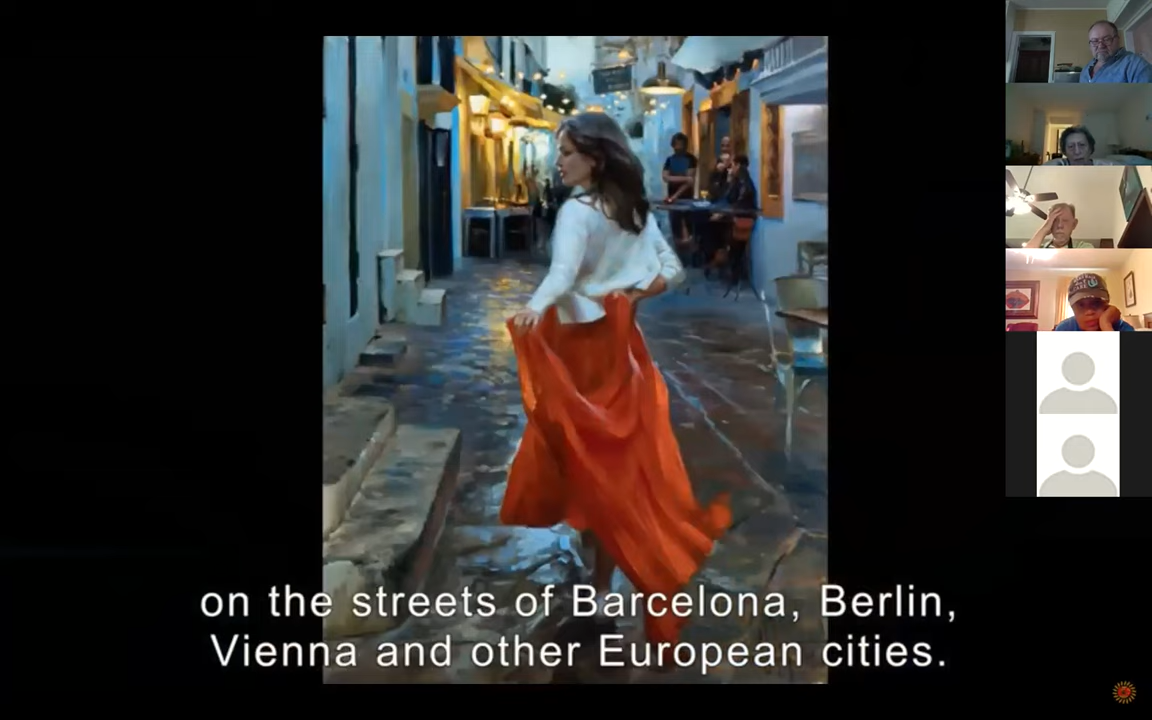 on the streets of Barcelona, Berlin,
Vienna and other European cities.